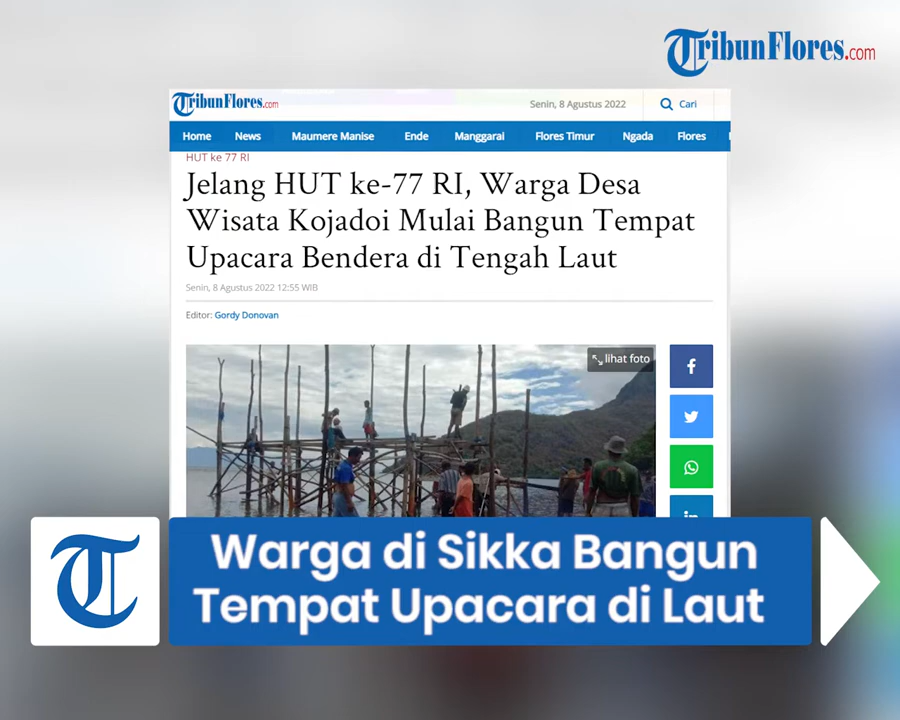 TribunFlores.com
TribunFlores.com
Senin, 8 Agustus 2022
Cari
Home News Maumere Manise Ende Manggarai Flores Timur Ngada Flores
HUT ke 77 RI
Jelang HUT ke-77 RI, Warga Desa
Wisata Kojadoi Mulai Bangun Tempat
Upacara Bendera di Tengah Laut
Senin, 8 Agustus 2022 12:55 WIB
Editor: Gordy Donovan
lihat foto
f
in
T
Warga di Sikka Bangun
Tempat Upacara di Laut